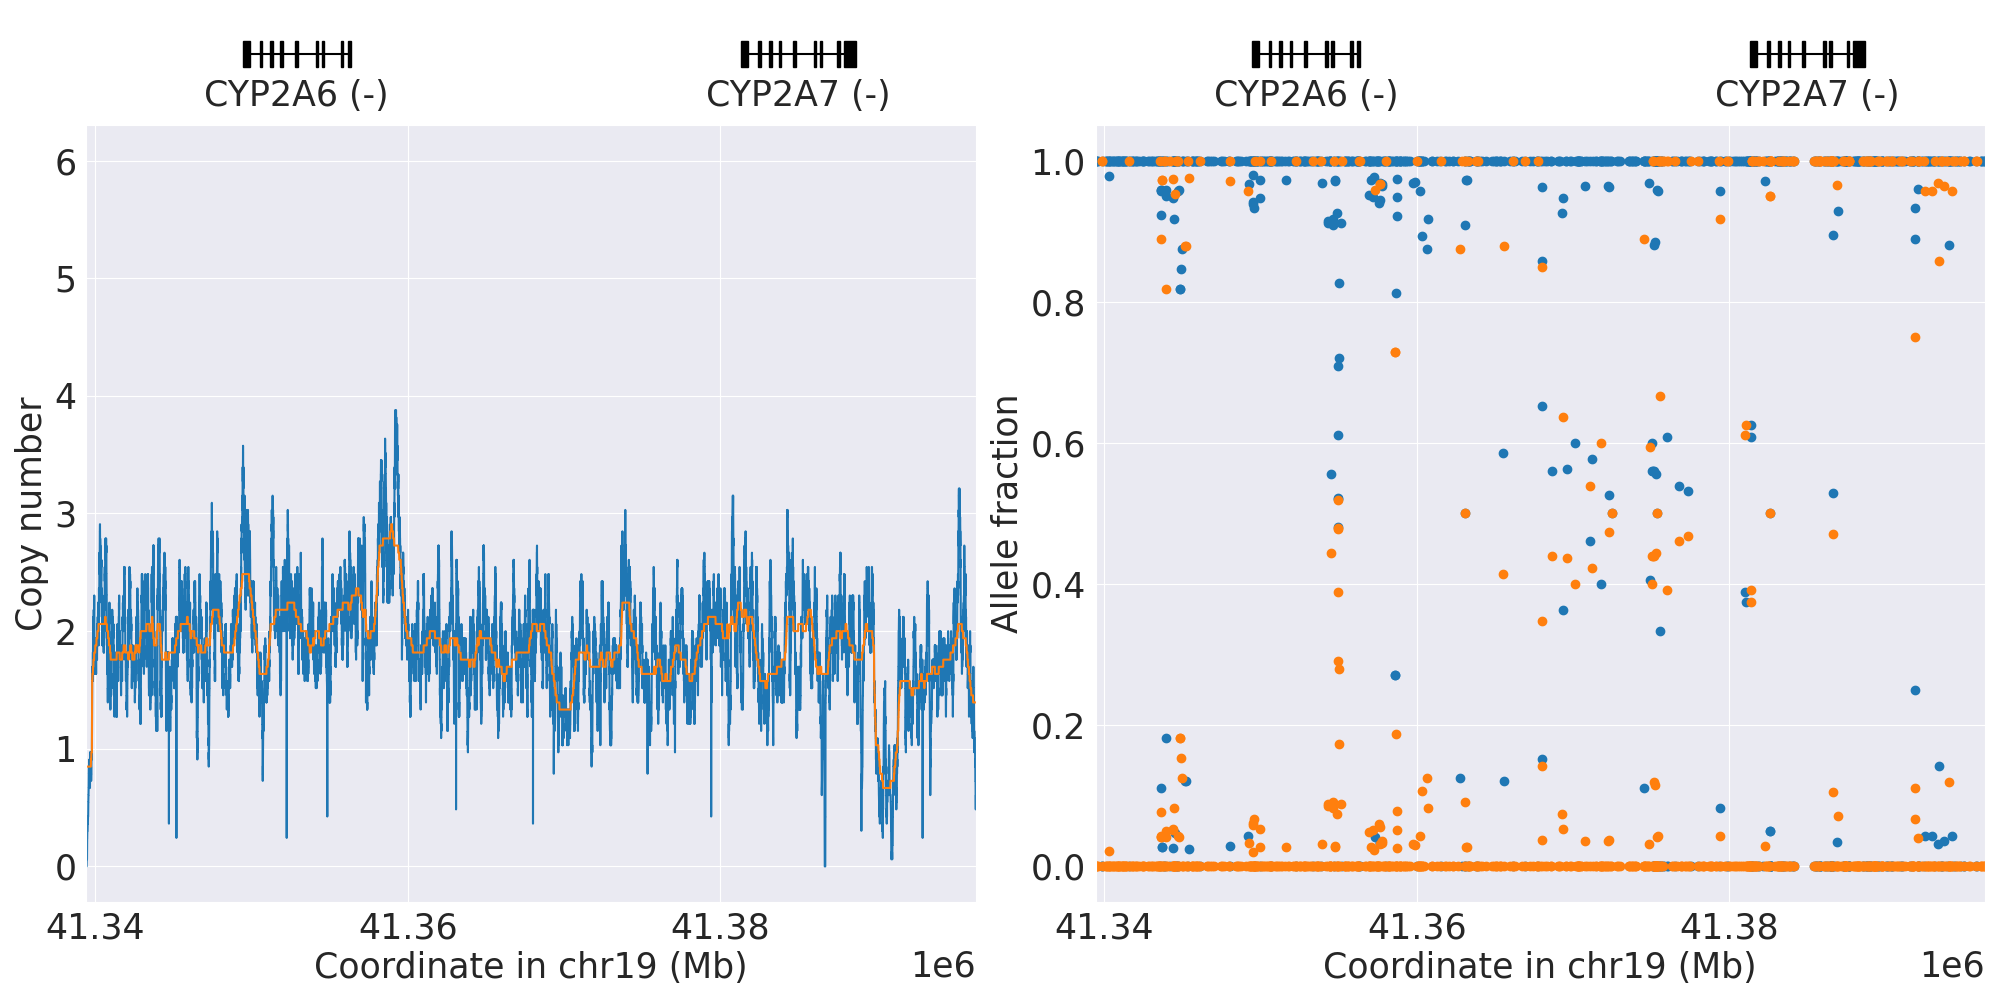 CYP2A6 (-)
CYP2A7 (-)
6
5
4
3
2
1
0
Copy number
41.34
41.36
41.38
Coordinate in chr19 (Mb)
1e6
CYP2A6 (-)
CYP2A7 (-)
1.0
0.8
0.6
0.4
0.2
0.0
Allele fraction
41.34
41.36
41.38
Coordinate in chr19 (Mb)
1e6